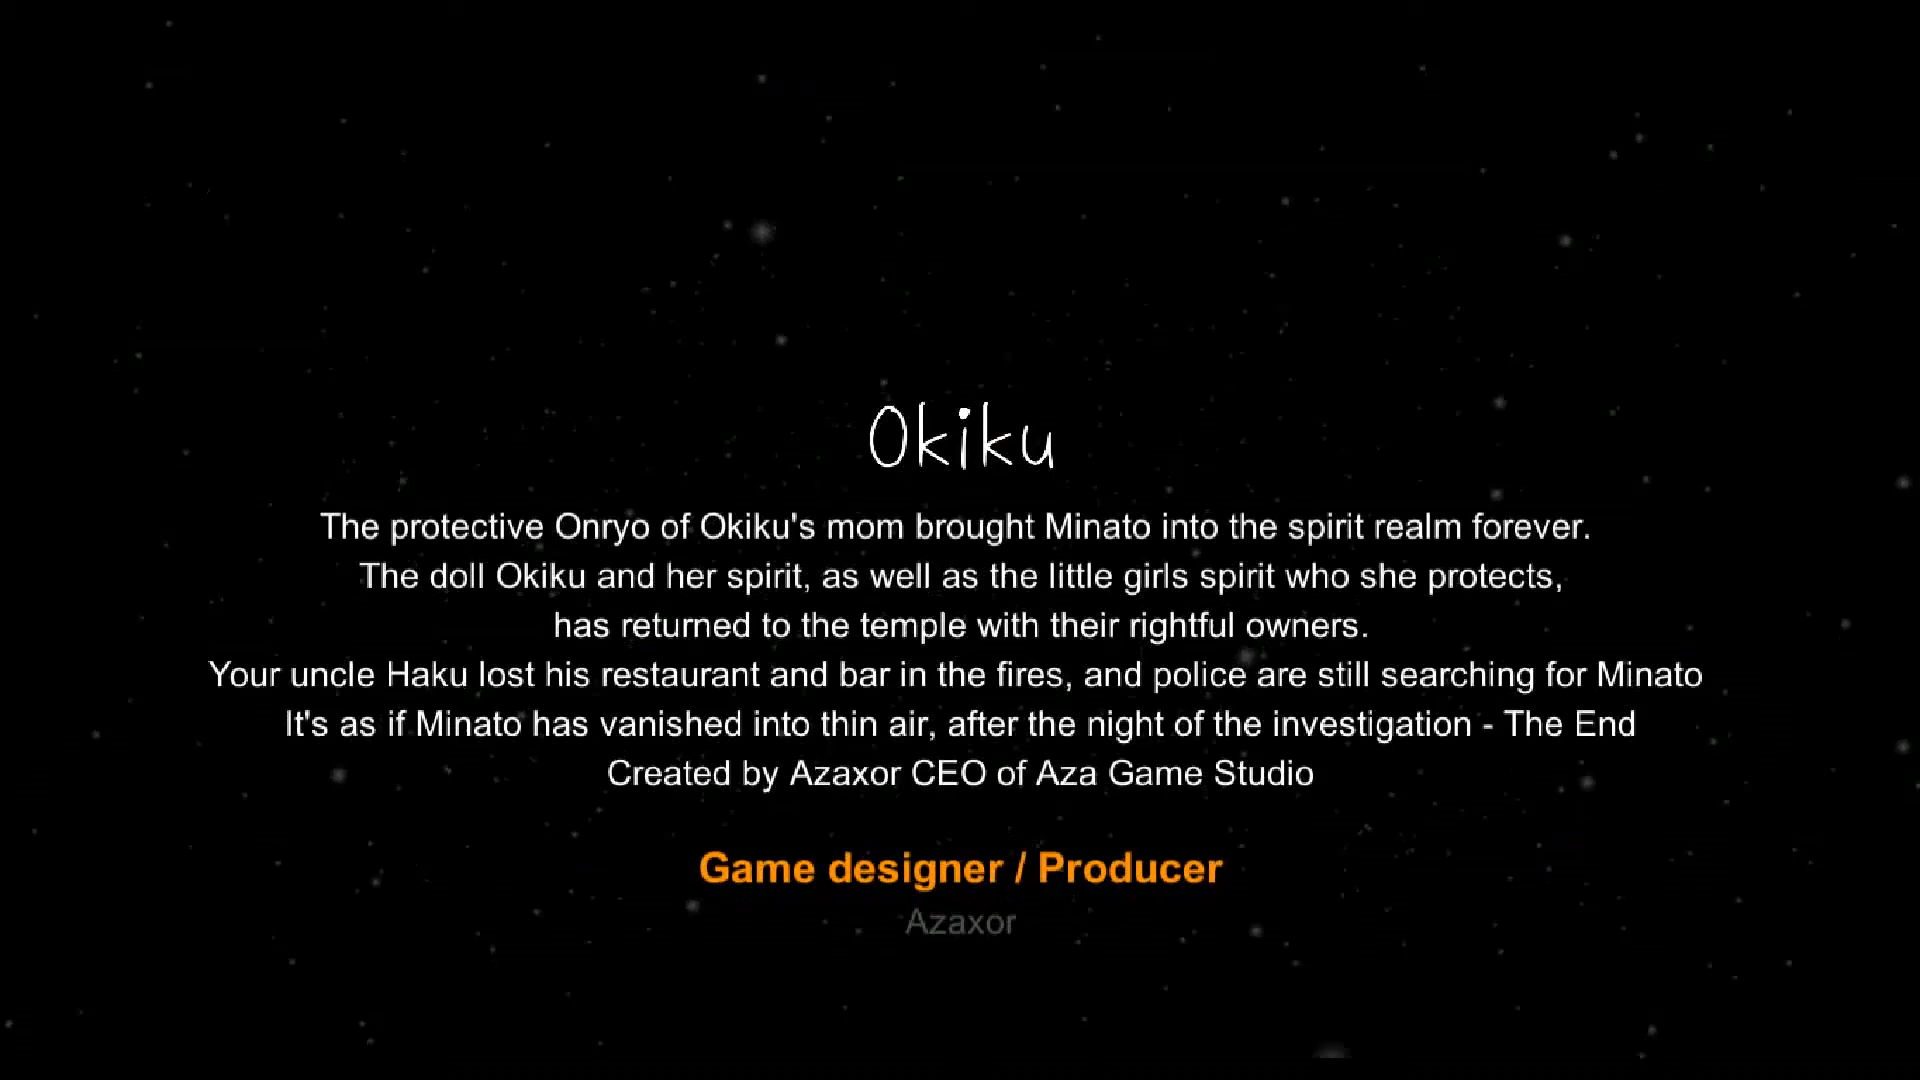 Okiku
The protective Onryo of Okiku's mom brought Minato into the spirit realm forever.
The doll Okiku and her spirit, as well as the little girls spirit who she protects,
has returned to the temple with their rightful owners.
Your uncle Haku lost his restaurant and bar in the fires, and police are still searching for Minato
It's as if Minato has vanished into thin air, after the night of the investigation - The End
Created by Azaxor CEO of Aza Game Studio
Game designer / Producer
Azaxor